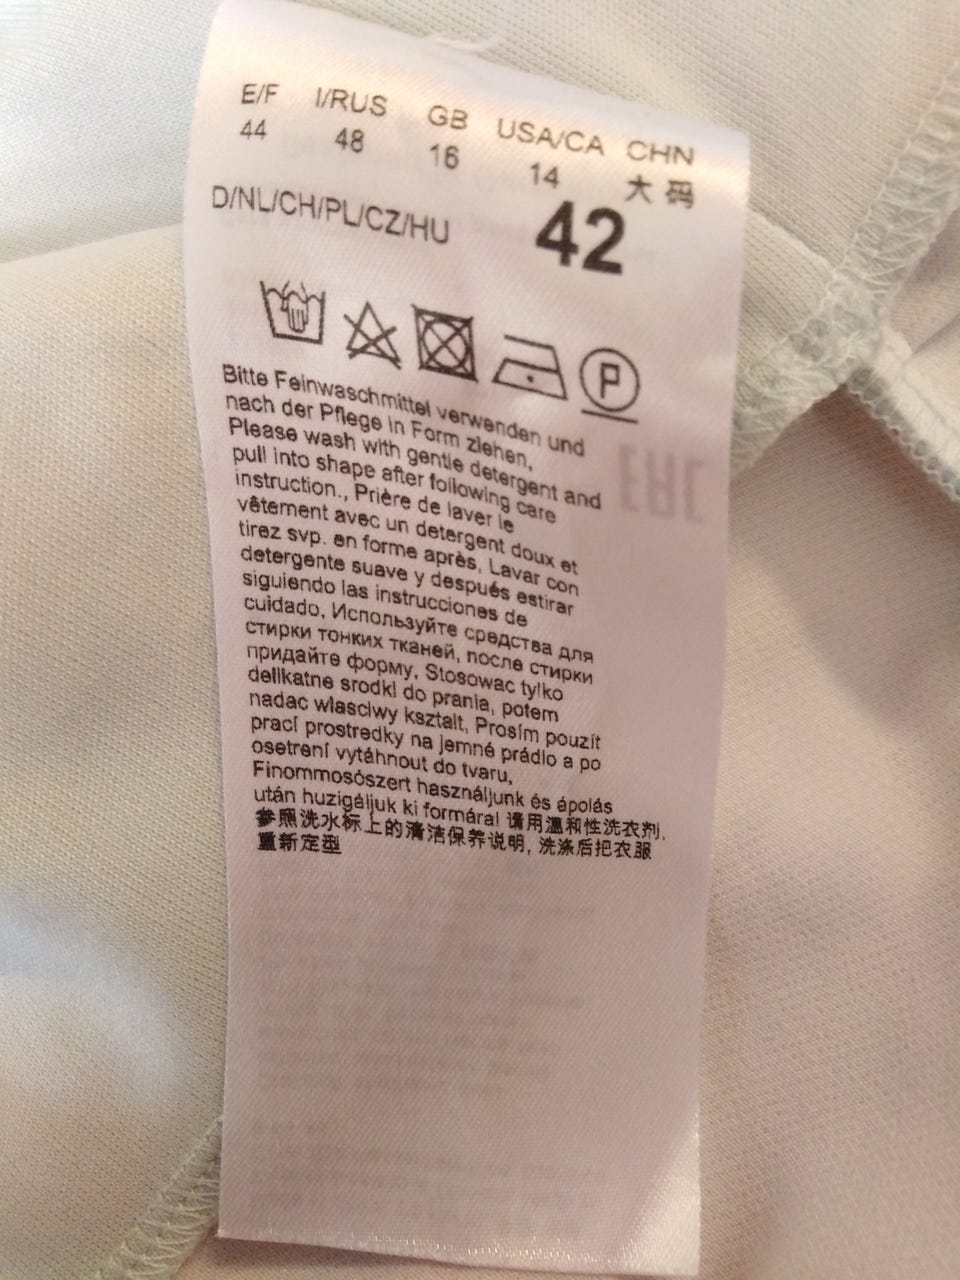 E/F I/RUS GB USA/CA CHN
44 48 16 14 大码
D/NL/CH/PL/CZ/HU 42
P
Bitte Feinwaschmittel verwenden und
nach der Pflege in Form ziehen,
Please wash with gentle detergent and
pull into shape after following care
instruction., Prière de laver le
vêtement avec un detergent doux et
tirez svp. en forme après, Lavar con
detergente suave y después estirar
siguiendo las instrucciones de
cuidado, Используйте средства для
стирки тонких тканей, после стирки
придайте форму, Stosowac tylko
delikatne srodki do prania, potem
nadac wlasciwy ksztalt, Prosím pouzít
prací prostredky na jemné prádlo a po
osetrení vytáhnout do tvaru,
Finommosószert használjunk és ápolás
után huzigáljuk ki formára! 请用温和性洗衣剂,
参照洗水标上的清洁保养说明, 洗涤后把衣服
重新定型
EAC